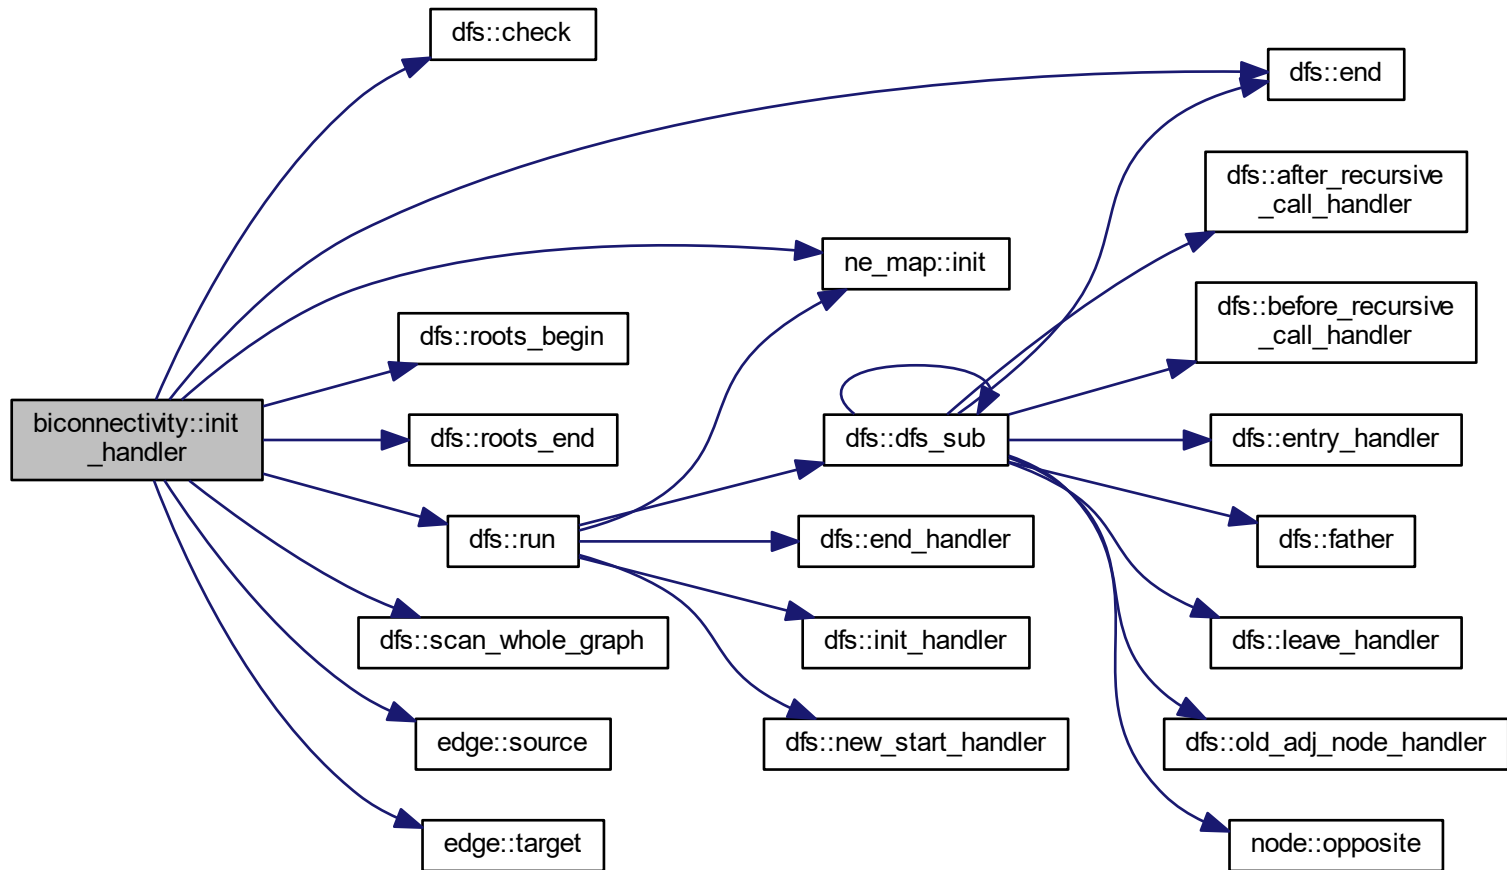 dfs::check
dfs::end
dfs::after_recursive
_call_handler
ne_map::init
dfs::before_recursive
_call_handler
dfs::roots_begin
biconnectivity::init
_handler
dfs::roots_end
dfs::dfs_sub
dfs::entry_handler
dfs::run
dfs::end_handler
dfs::father
dfs::scan_whole_graph
dfs::init_handler
dfs::leave_handler
edge::source
dfs::new_start_handler
dfs::old_adj_node_handler
edge::target
node::opposite